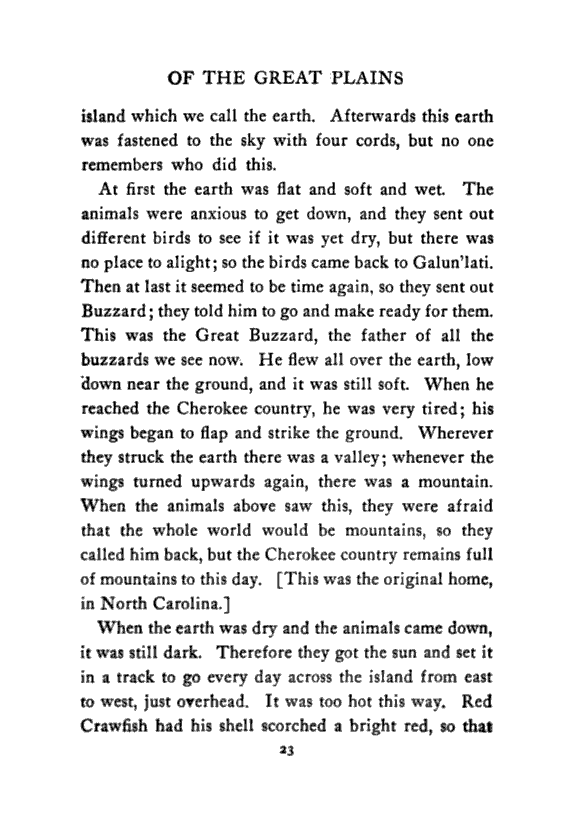 OF THE GREAT PLAINS
island which we call the earth. Afterwards this earth
was fastened to the sky with four cords, but no one
remembers who did this.
At first the earth was flat and soft and wet. The
animals were anxious to get down, and they sent out
different birds to see if it was yet dry, but there was
no place to alight; so the birds came back to Galun'lati.
Then at last it seemed to be time again, so they sent out
Buzzard; they told him to go and make ready for them.
This was the Great Buzzard, the father of all the
buzzards we see now. He flew all over the earth, low
down near the ground, and it was still soft. When he
reached the Cherokee country, he was very tired; his
wings began to flap and strike the ground. Wherever
they struck the earth there was a valley; whenever the
wings turned upwards again, there was a mountain.
When the animals above saw this, they were afraid
that the whole world would be mountains, so they
called him back, but the Cherokee country remains full
of mountains to this day. [This was the original home,
in North Carolina.]
When the earth was dry and the animals came down,
it was still dark. Therefore they got the sun and set it
in a track to go every day across the island from east
to west, just overhead. It was too hot this way. Red
Crawfish had his shell scorched a bright red, so that
23